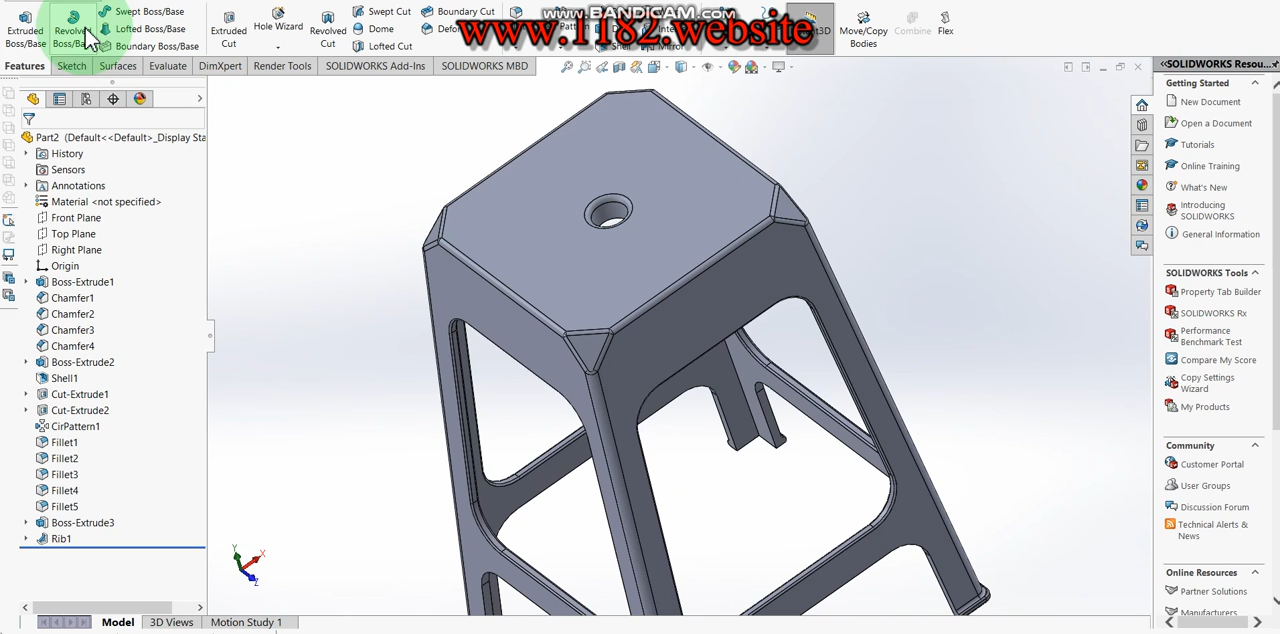 www.BANDICAM.COM
www.1182.website
Extruded Boss/Base
Revolved Boss/Base
Swept Boss/Base
Lofted Boss/Base
Boundary Boss/Base
Extruded Cut
Hole Wizard
Revolved Cut
Swept Cut
Dome
Lofted Cut
Boundary Cut
Move/Copy Bodies
Combine
Flex
Features Sketch Surfaces Evaluate DimXpert Render Tools SOLIDWORKS Add-Ins SOLIDWORKS MBD
Part2 (Default<<Default>_Display Sta
History
Sensors
Annotations
Material <not specified>
Front Plane
Top Plane
Right Plane
Origin
Boss-Extrude1
Chamfer1
Chamfer2
Chamfer3
Chamfer4
Boss-Extrude2
Shell1
Cut-Extrude1
Cut-Extrude2
CirPattern1
Fillet1
Fillet2
Fillet3
Fillet4
Fillet5
Boss-Extrude3
Rib1
Y
X
Z
Model 3D Views Motion Study 1
SOLIDWORKS Resou...
Getting Started
New Document
Open a Document
Tutorials
Online Training
What's New
Introducing
SOLIDWORKS
General Information
SOLIDWORKS Tools
Property Tab Builder
SOLIDWORKS Rx
Performance
Benchmark Test
Compare My Score
Copy Settings
Wizard
My Products
Community
Customer Portal
User Groups
Discussion Forum
Technical Alerts &
News
Online Resources
Partner Solutions
Manufacturers